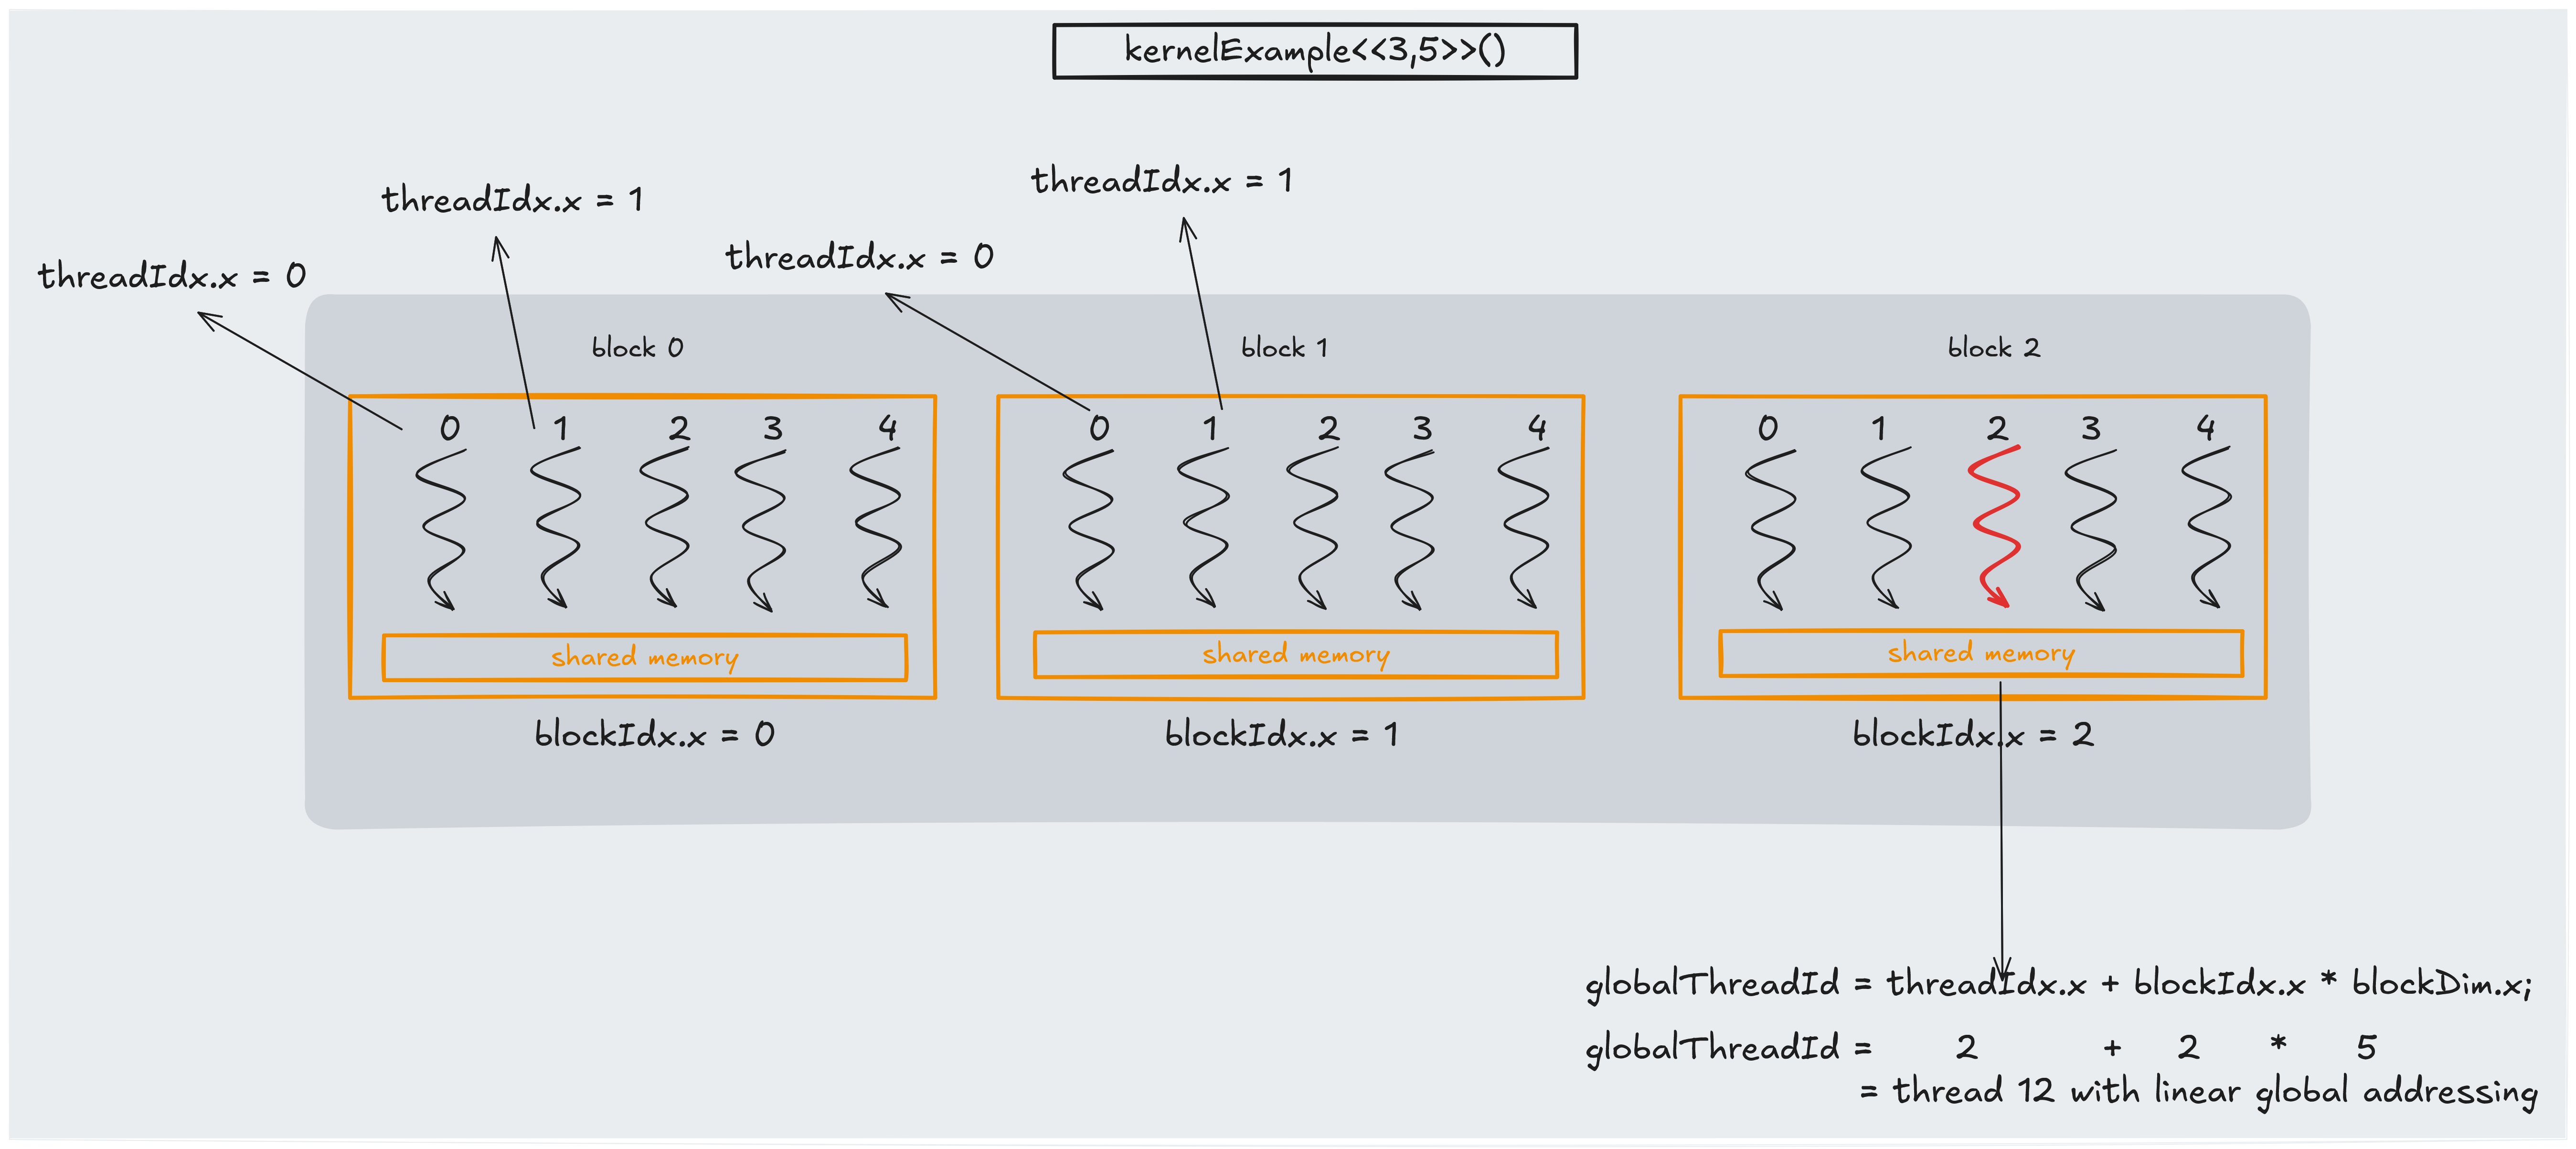 kernelExample<<3,5>>()
threadIdx.x = 1
threadIdx.x = 1
threadIdx.x = 0
threadIdx.x = 0
block 0
block 1
block 2
0 1 2 3 4
0 1 2 3 4
0 1 2 3 4
shared memory
shared memory
shared memory
blockIdx.x = 0
blockIdx.x = 1
blockIdx.x = 2
globalThreadId = threadIdx.x + blockIdx.x * blockDim.x;
globalThreadId = 2 + 2 * 5
= thread 12 with linear global addressing